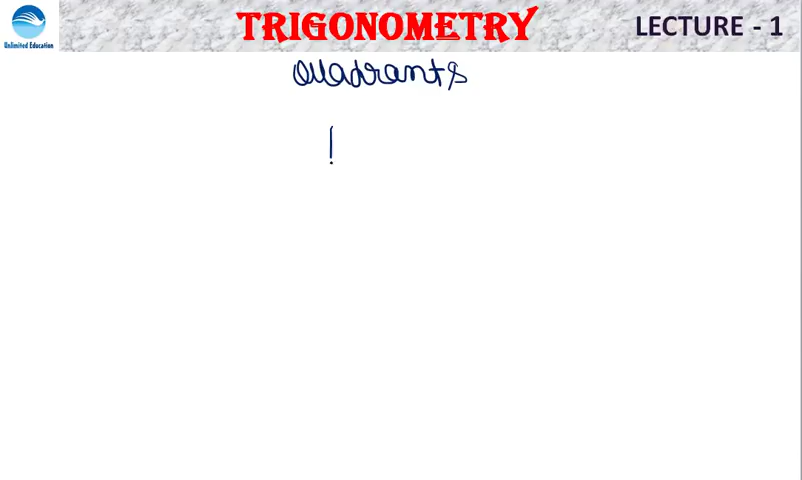 TRIGONOMETRY
LECTURE - 1
Unlimited Education
Quadrants